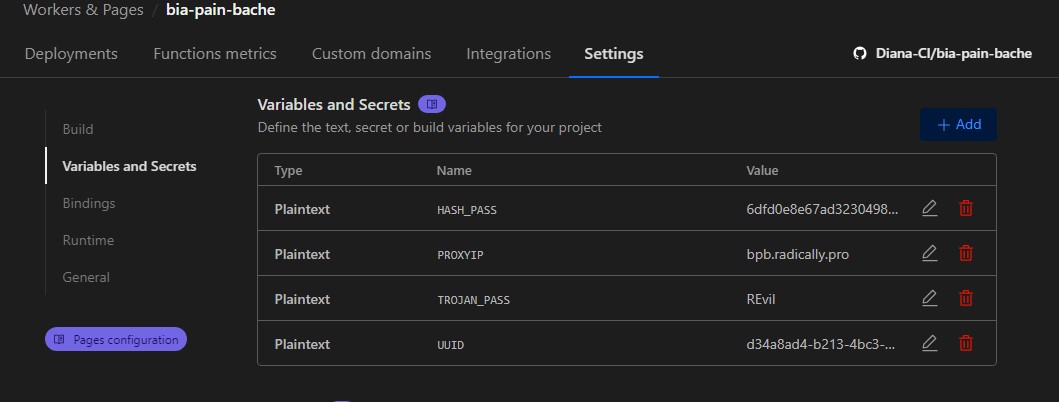 Workers & Pages / bia-pain-bache
Deployments Functions metrics Custom domains Integrations Settings Diana-CI/bia-pain-bache
Variables and Secrets
Define the text, secret or build variables for your project
+ Add
Build
Variables and Secrets
Bindings
Runtime
General
Pages configuration
Type Name Value
Plaintext HASH_PASS 6dfd0e8e67ad3230498...
Plaintext PROXYIP bpb.radically.pro
Plaintext TROJAN_PASS REvil
Plaintext UUID d34a8ad4-b213-4bc3-...